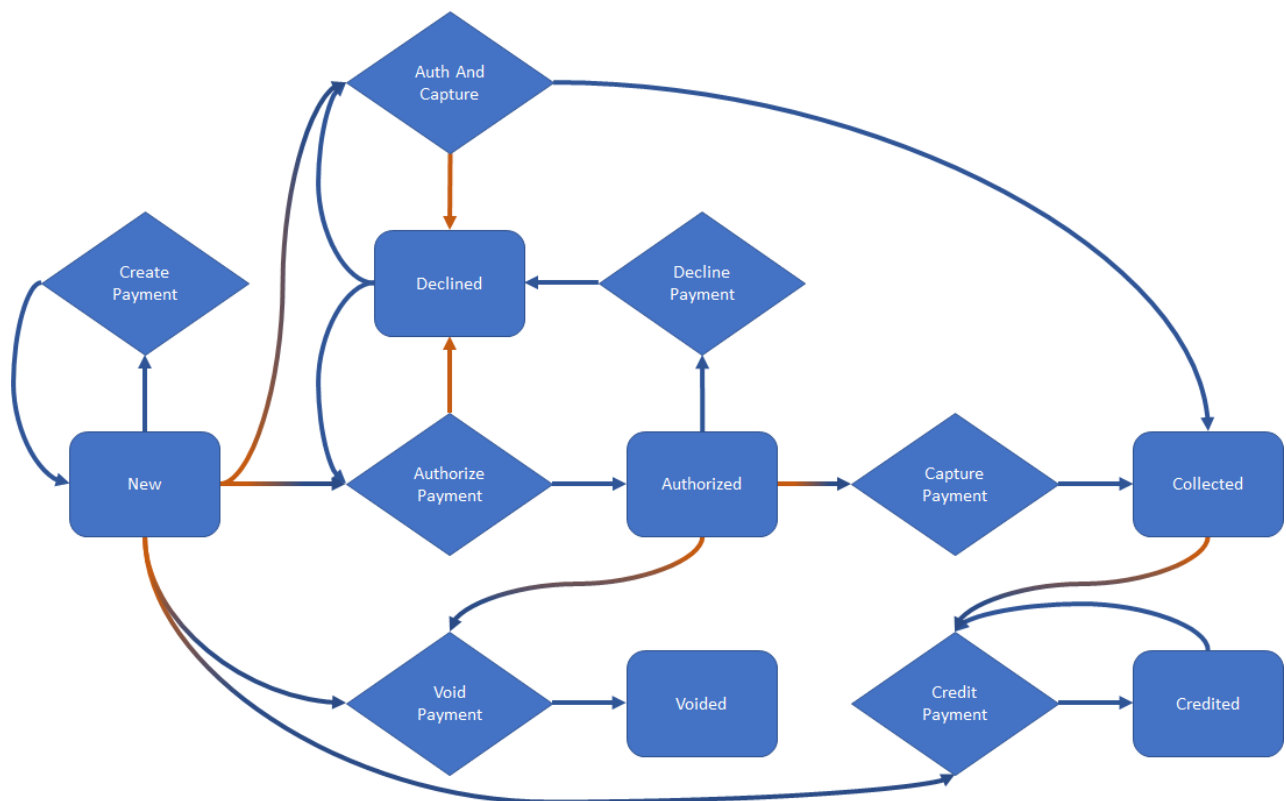 Auth And
Capture
Create
Payment
Declined
Decline
Payment
New
Authorize
Payment
Authorized
Capture
Payment
Collected
Void
Payment
Voided
Credit
Payment
Credited